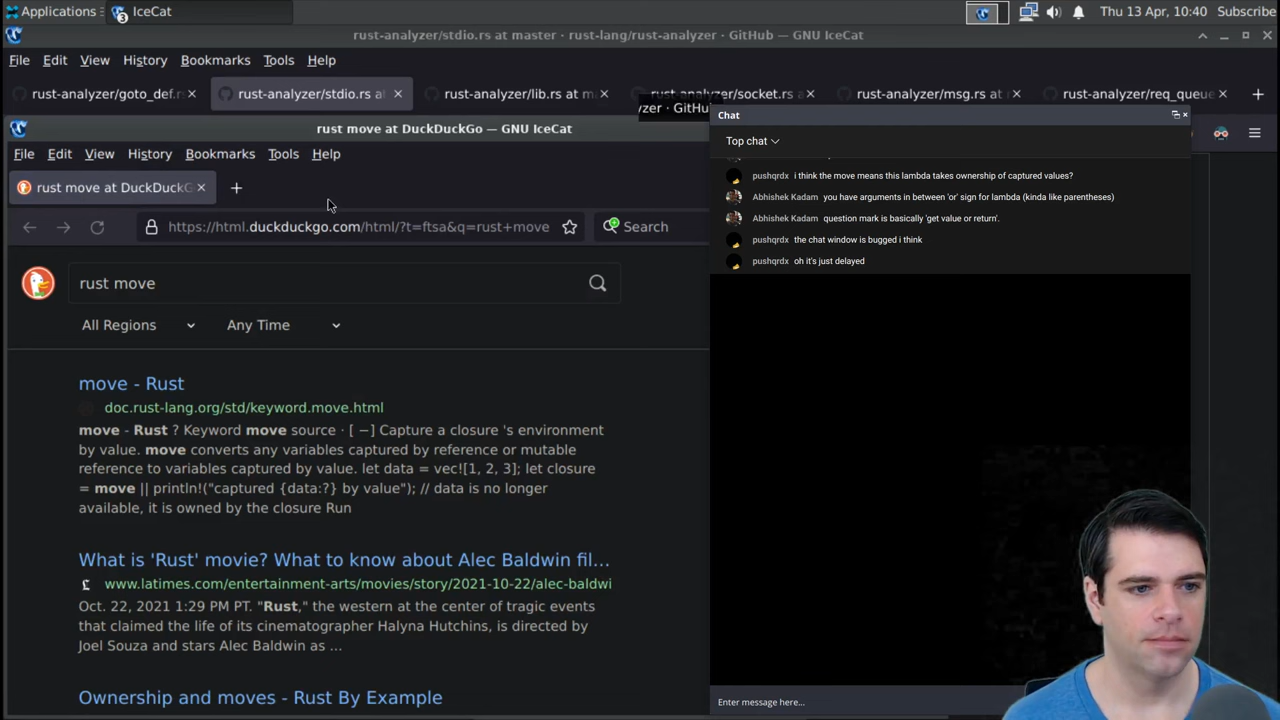 Applications
3
IceCat
Thu 13 Apr, 10:40
Subscribe
rust-analyzer/stdio.rs at master · rust-lang/rust-analyzer · GitHub — GNU IceCat
File Edit View History Bookmarks Tools Help
rust-analyzer/goto_def.r
rust-analyzer/stdio.rs at
rust-analyzer/lib.rs at m
rust-analyzer/socket.rs a
rust-analyzer/msg.rs at
rust-analyzer/req_queue
yzer · GitHu
rust move at DuckDuckGo — GNU IceCat
File Edit View History Bookmarks Tools Help
rust move at DuckDuckG
https://html.duckduckgo.com/html/?t=ftsa&q=rust+move
Search
rust move
All Regions
Any Time
move - Rust
doc.rust-lang.org/std/keyword.move.html
move - Rust ? Keyword move source · [ −] Capture a closure 's environment
by value. move converts any variables captured by reference or mutable
reference to variables captured by value. let data = vec![1, 2, 3]; let closure
= move || println!("captured {data:?} by value"); // data is no longer
available, it is owned by the closure Run
What is 'Rust' movie? What to know about Alec Baldwin fil...
www.latimes.com/entertainment-arts/movies/story/2021-10-22/alec-baldwi
Oct. 22, 2021 1:29 PM PT. "Rust," the western at the center of tragic events
that claimed the life of its cinematographer Halyna Hutchins, is directed by
Joel Souza and stars Alec Baldwin as ...
Ownership and moves - Rust By Example
Chat
Top chat
pushqrdx i think the move means this lambda takes ownership of captured values?
Abhishek Kadam you have arguments in between 'or' sign for lambda (kinda like parentheses)
Abhishek Kadam question mark is basically 'get value or return'.
pushqrdx the chat window is bugged i think
pushqrdx oh it's just delayed
Enter message here...